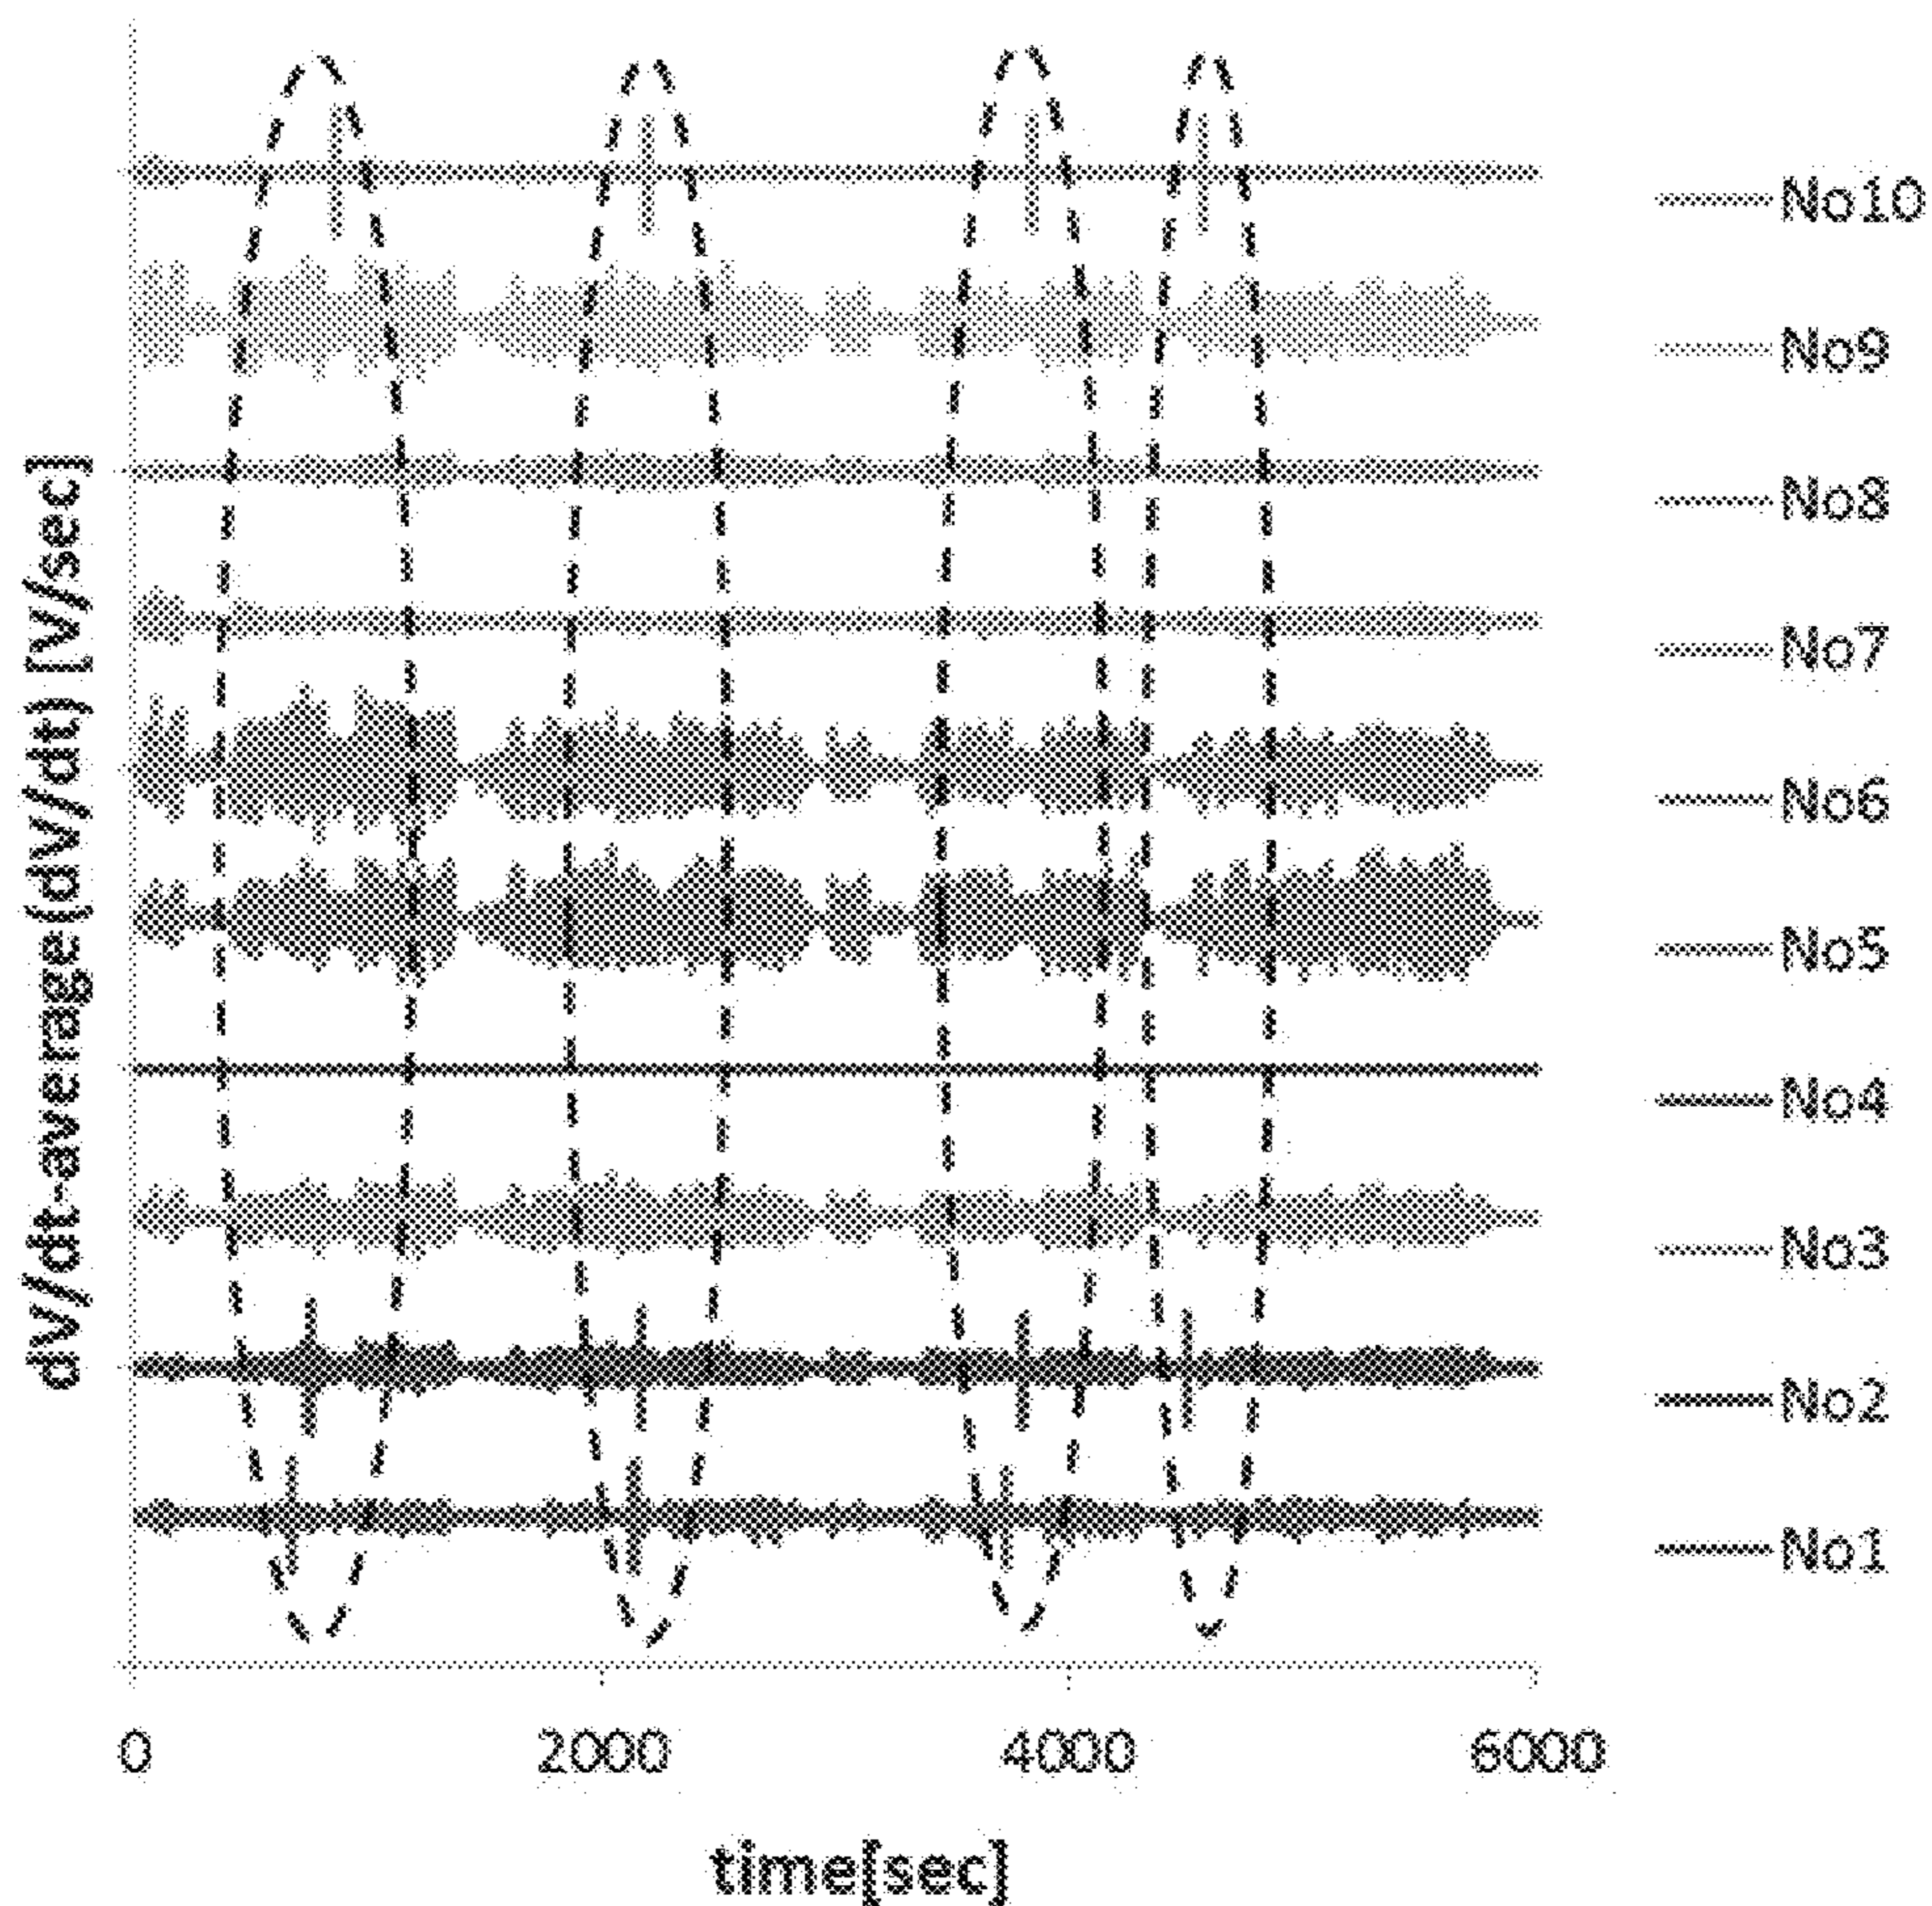 dV/dt-average(dV/dt) [V/sec]
No10
No9
No8
No7
No6
No5
No4
No3
No2
No1
0 2000 4000 6000
time[sec]